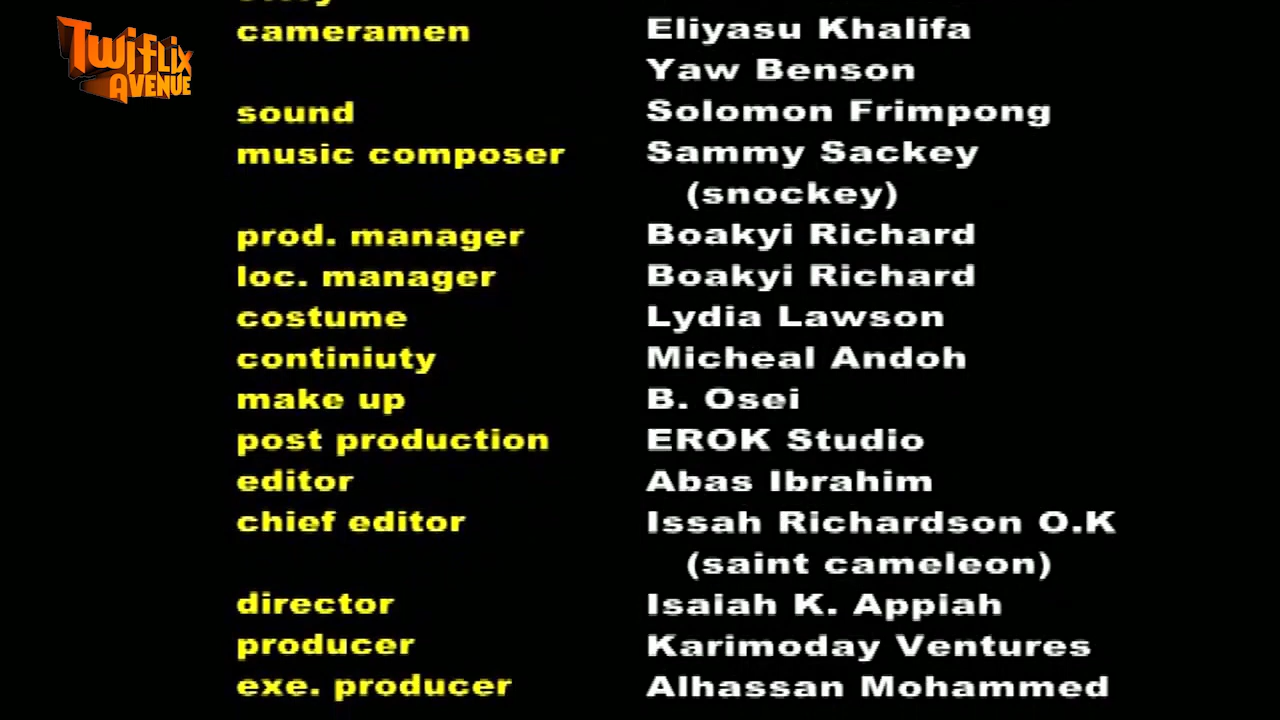 TWIFLIX
AVENUE
cameramen Eliyasu Khalifa
Yaw Benson
sound Solomon Frimpong
music composer Sammy Sackey
(snockey)
prod. manager Boakyi Richard
loc. manager Boakyi Richard
costume Lydia Lawson
continiuty Micheal Andoh
make up B. Osei
post production EROK Studio
editor Abas Ibrahim
chief editor Issah Richardson O.K
(saint cameleon)
director Isaiah K. Appiah
producer Karimoday Ventures
exe. producer Alhassan Mohammed